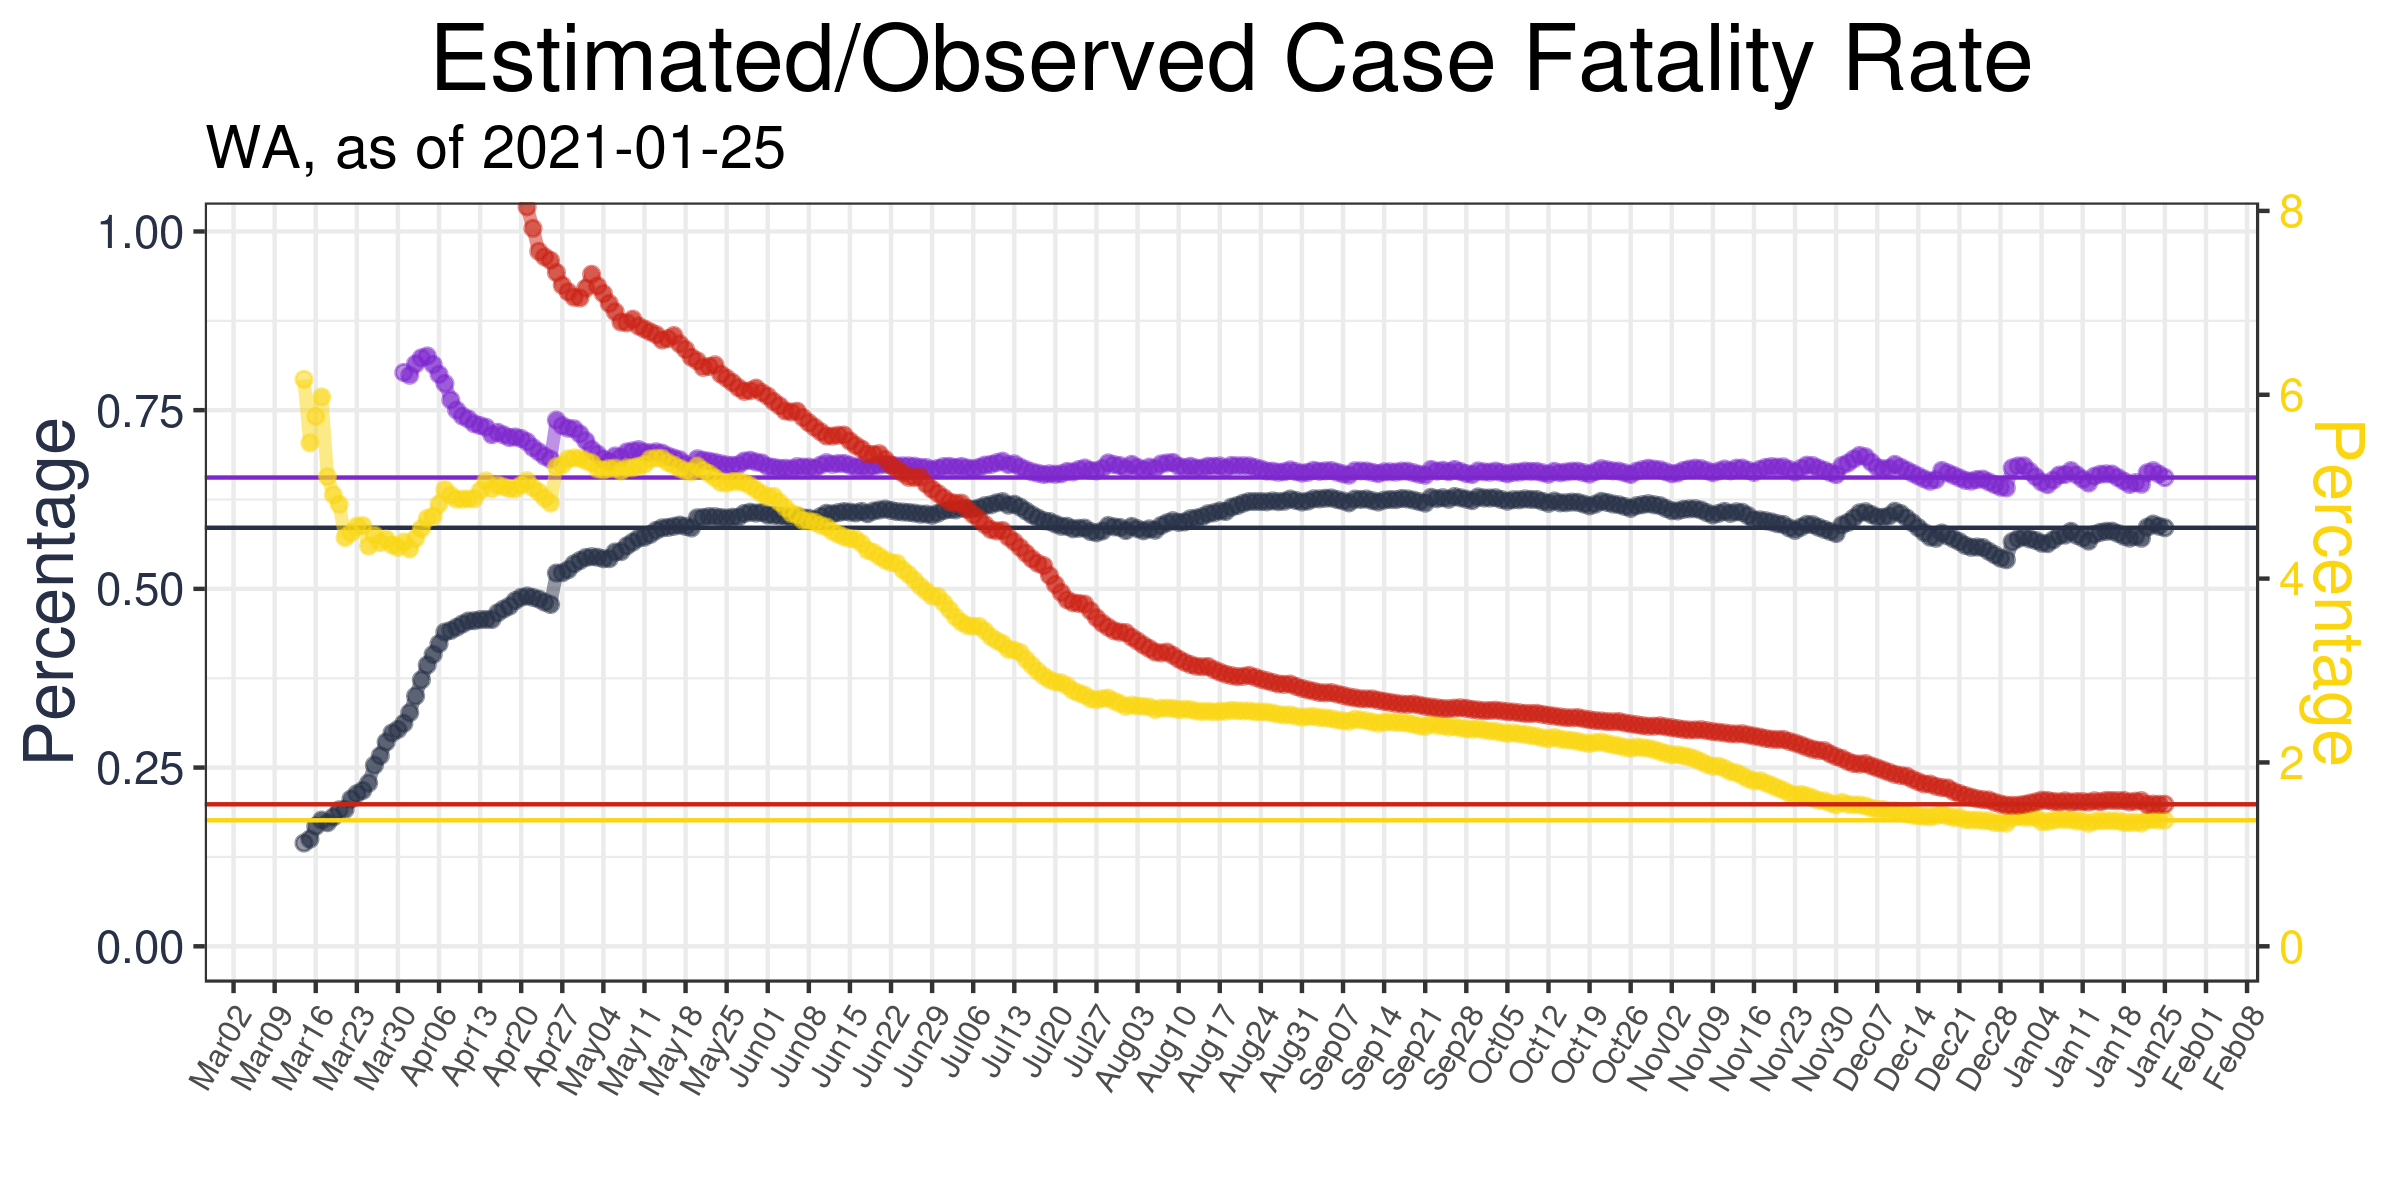 Estimated/Observed Case Fatality Rate
WA, as of 2021-01-25
Percentage
1.00
0.75
0.50
0.25
0.00
8
6
4
2
0
Percentage
Mar02 Mar09 Mar16 Mar23 Mar30 Apr06 Apr13 Apr20 Apr27 May04 May11 May18 May25 Jun01 Jun08 Jun15 Jun22 Jun29 Jul06 Jul13 Jul20 Jul27 Aug03 Aug10 Aug17 Aug24 Aug31 Sep07 Sep14 Sep21 Sep28 Oct05 Oct12 Oct19 Oct26 Nov02 Nov09 Nov16 Nov23 Nov30 Dec07 Dec14 Dec21 Dec28 Jan04 Jan11 Jan18 Jan25 Feb01 Feb08